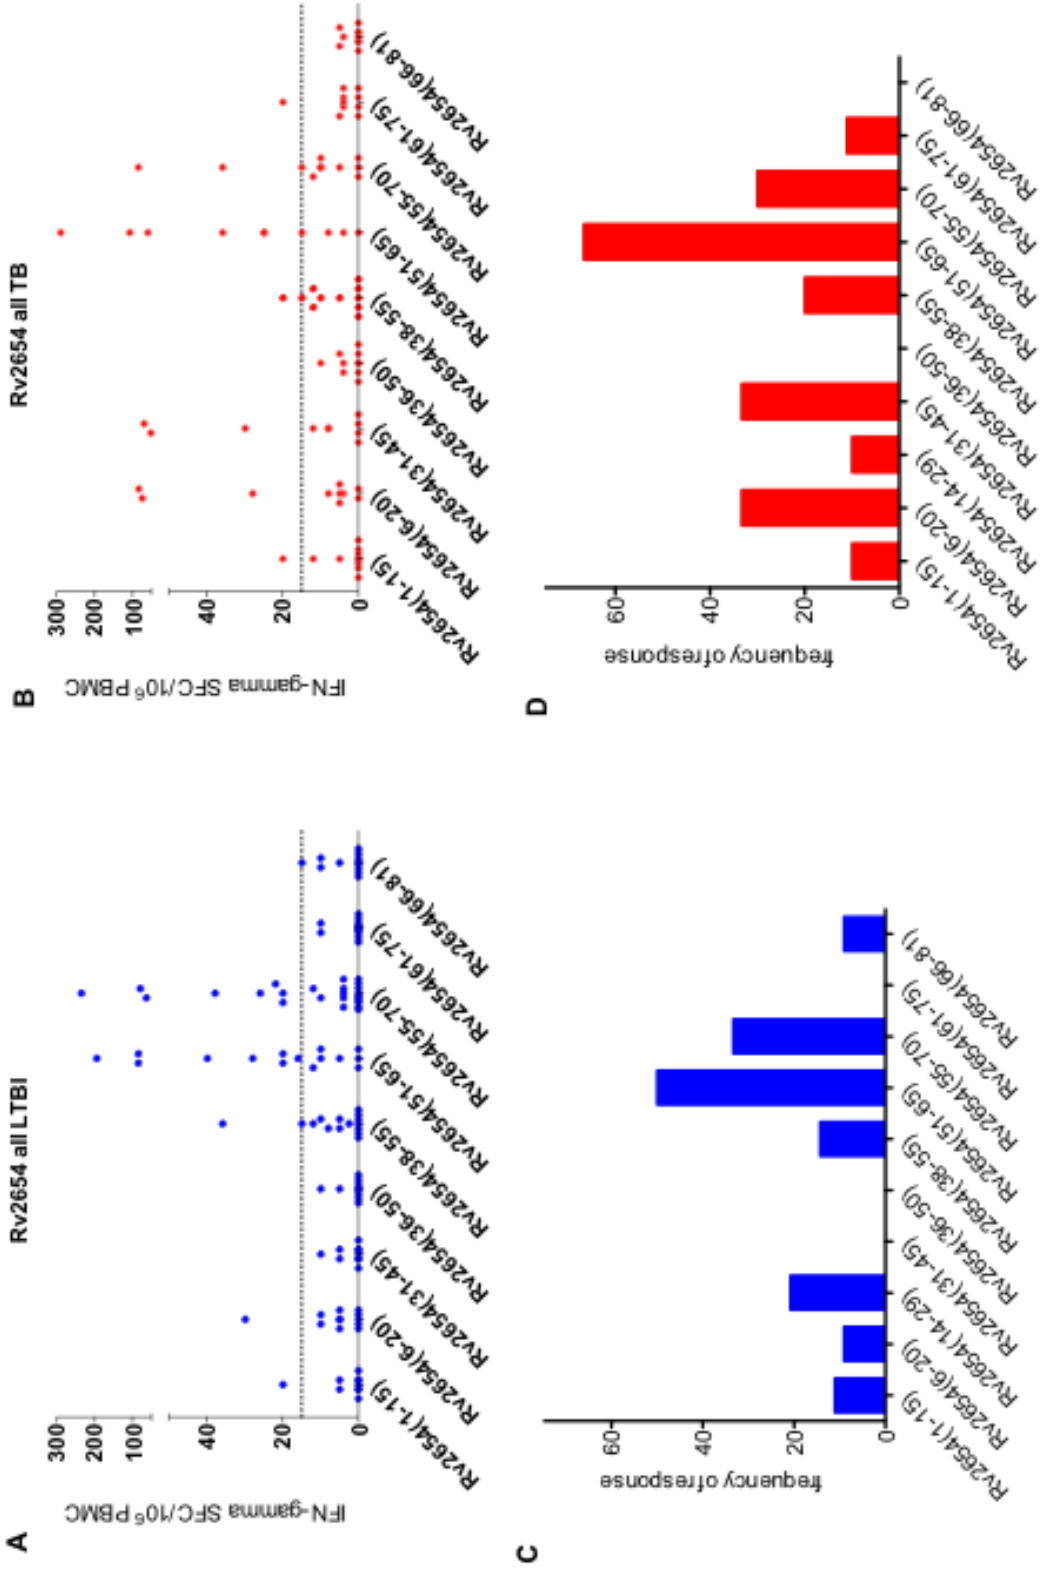 A
Rv2654 all LTBI
IFN-gamma SFC/10⁶ PBMC
300
200
100
40
20
0
Rv2654(1-15)
Rv2654(6-20)
Rv2654(31-45)
Rv2654(36-50)
Rv2654(38-55)
Rv2654(51-65)
Rv2654(55-70)
Rv2654(61-75)
Rv2654(66-81)
B
Rv2654 all TB
IFN-gamma SFC/10⁶ PBMC
300
200
100
40
20
0
Rv2654(1-15)
Rv2654(6-20)
Rv2654(31-45)
Rv2654(36-50)
Rv2654(38-55)
Rv2654(51-65)
Rv2654(55-70)
Rv2654(61-75)
Rv2654(66-81)
C
frequency of response
60
40
20
0
Rv2654(1-15)
Rv2654(6-20)
Rv2654(14-29)
Rv2654(31-45)
Rv2654(36-50)
Rv2654(38-55)
Rv2654(51-65)
Rv2654(55-70)
Rv2654(61-75)
Rv2654(66-81)
D
frequency of response
60
40
20
0
Rv2654(1-15)
Rv2654(6-20)
Rv2654(14-29)
Rv2654(31-45)
Rv2654(36-50)
Rv2654(38-55)
Rv2654(51-65)
Rv2654(55-70)
Rv2654(61-75)
Rv2654(66-81)